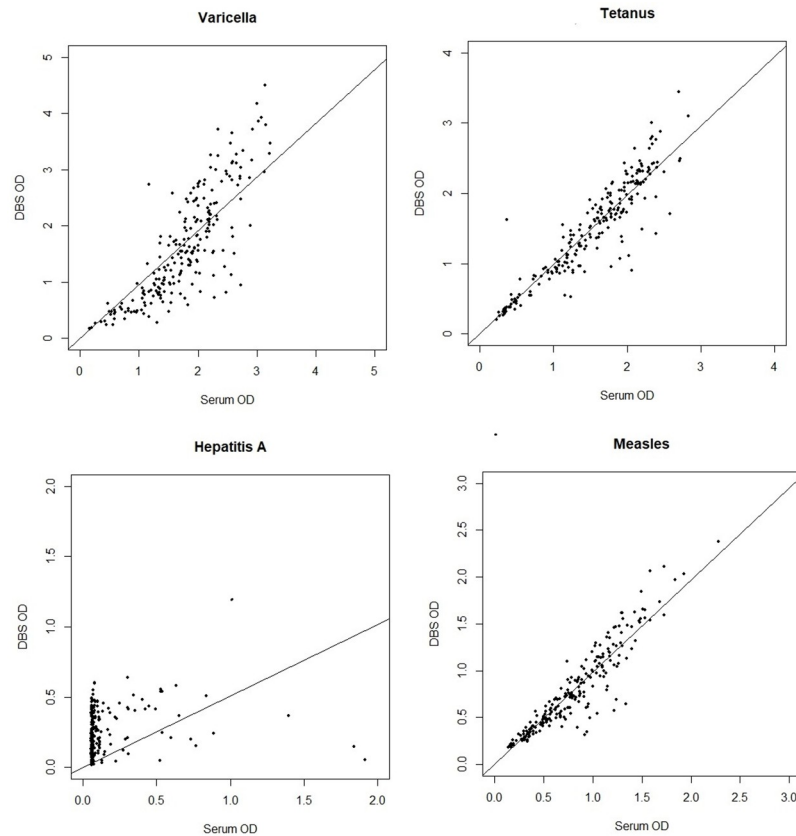 Varicella
5
4
3
2
1
0
DBS OD
0 1 2 3 4 5
Serum OD
Tetanus
4
3
2
1
0
DBS OD
0 1 2 3 4
Serum OD
Hepatitis A
2.0
1.5
1.0
0.5
0.0
DBS OD
0.0 0.5 1.0 1.5 2.0
Serum OD
Measles
3.0
2.5
2.0
1.5
1.0
0.5
0.0
DBS OD
0.0 0.5 1.0 1.5 2.0 2.5 3.0
Serum OD